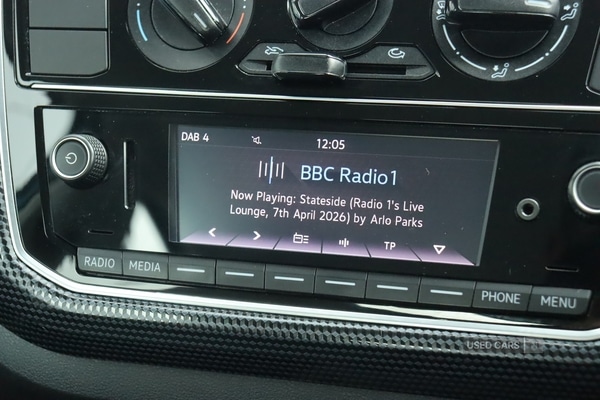 DAB 4
12:05
BBC Radio1
Now Playing: Stateside (Radio 1's Live
Lounge, 7th April 2026) by Arlo Parks
TP
RADIO
MEDIA
PHONE
MENU
USED CARS